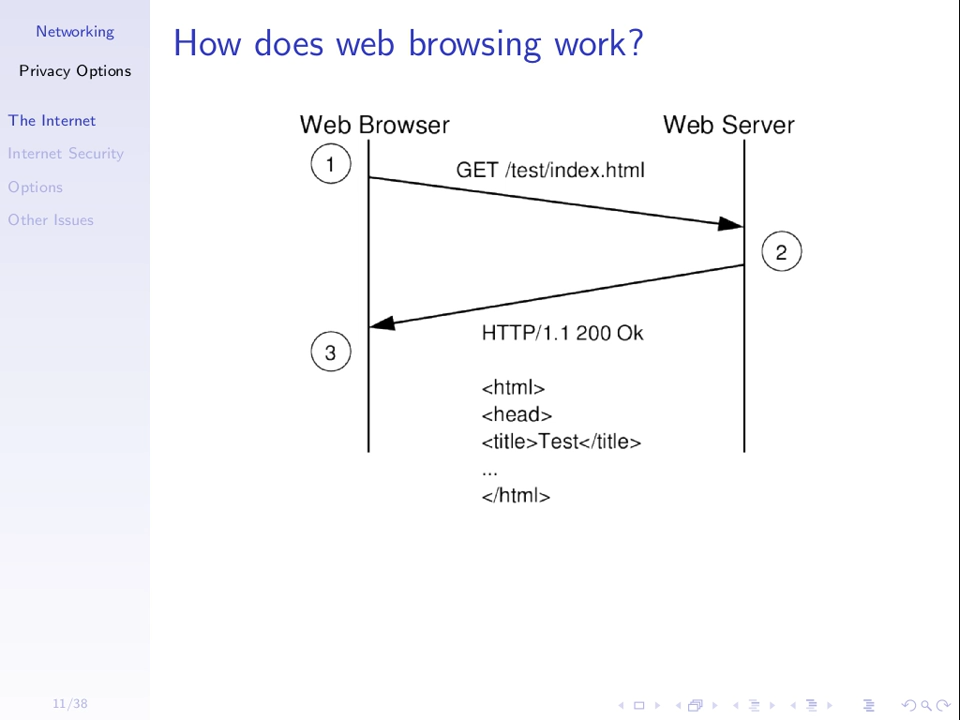 Networking
Privacy Options
The Internet
Internet Security
Options
Other Issues
11/38
How does web browsing work?
Web Browser
Web Server
1
GET /test/index.html
2
HTTP/1.1 200 Ok
3
<html>
<head>
<title>Test</title>
...
</html>